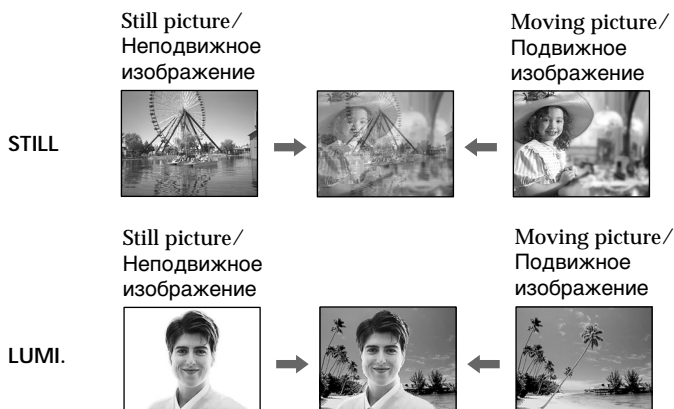 Still picture/
Неподвижное
изображение
Moving picture/
Подвижное
изображение
STILL
Still picture/
Неподвижное
изображение
Moving picture/
Подвижное
изображение
LUMI.